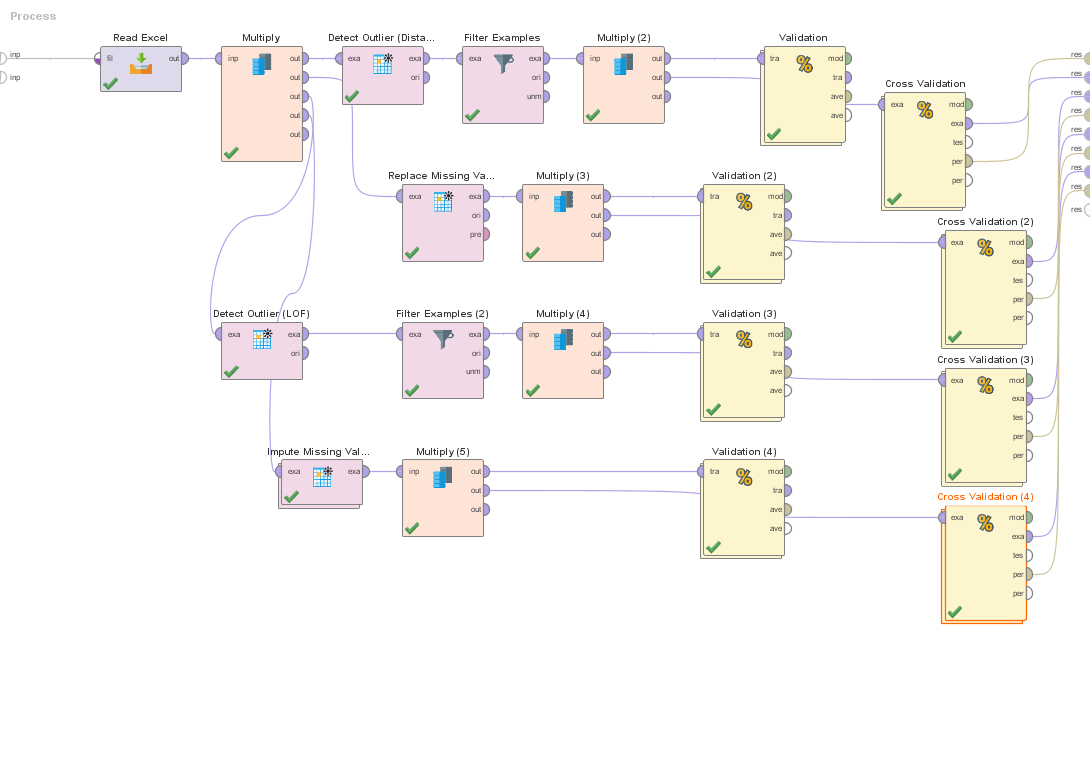 Process
inp
inp
Read Excel
fil
out
Multiply
inp
out
out
out
out
out
Detect Outlier (Dista...
exa
exa
ori
Filter Examples
exa
exa
ori
unm
Multiply (2)
inp
out
out
out
Validation
tra
mod
tra
ave
ave
Cross Validation
exa
mod
exa
tes
per
per
res
res
res
res
res
res
res
res
res
Replace Missing Va...
exa
exa
ori
pre
Multiply (3)
inp
out
out
out
Validation (2)
tra
mod
tra
ave
ave
Cross Validation (2)
exa
mod
exa
tes
per
per
Detect Outlier (LOF)
exa
exa
ori
Filter Examples (2)
exa
exa
ori
unm
Multiply (4)
inp
out
out
out
Validation (3)
tra
mod
tra
ave
ave
Cross Validation (3)
exa
mod
exa
tes
per
per
Impute Missing Val...
exa
exa
Multiply (5)
inp
out
out
out
Validation (4)
tra
mod
tra
ave
ave
Cross Validation (4)
exa
mod
exa
tes
per
per